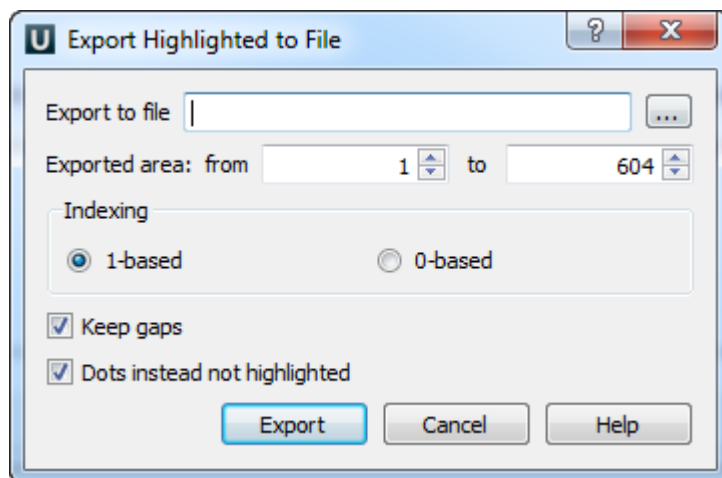 U Export Highlighted to File ? X
Export to file ...
Exported area: from 1 to 604
Indexing
1-based 0-based
Keep gaps
Dots instead not highlighted
Export Cancel Help